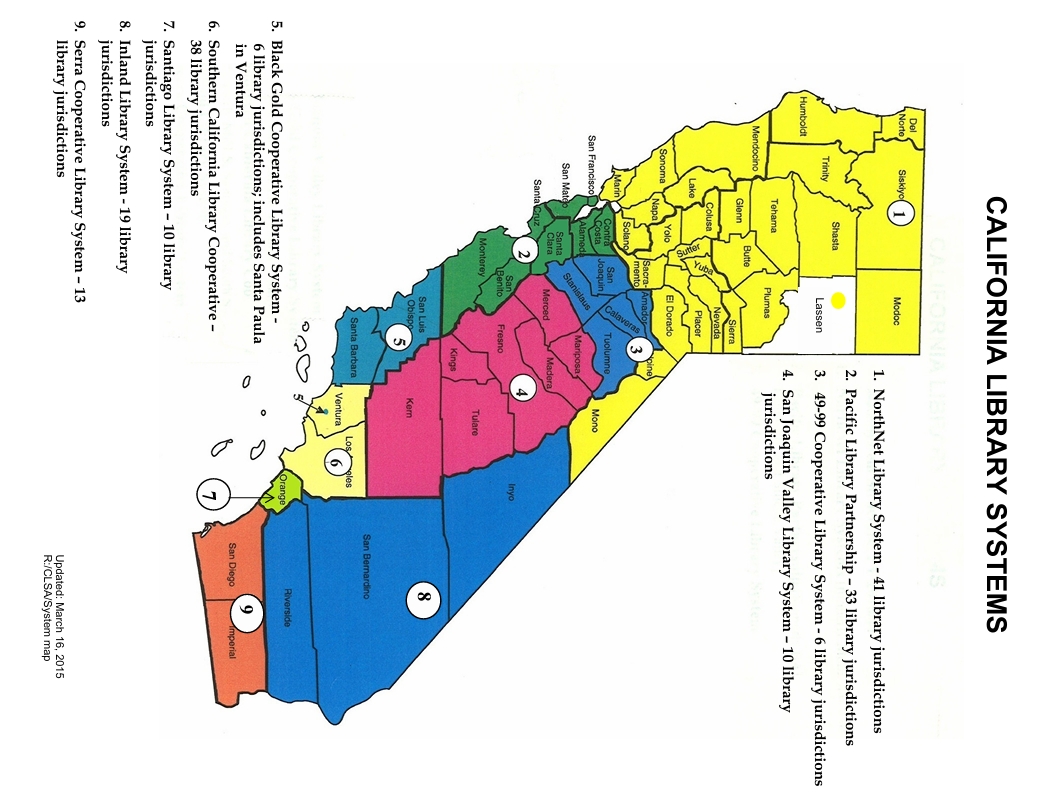 CALIFORNIA LIBRARY SYSTEMS
1. NorthNet Library System - 41 library jurisdictions
2. Pacific Library Partnership – 33 library jurisdictions
3. 49-99 Cooperative Library System - 6 library jurisdictions
4. San Joaquin Valley Library System – 10 library
jurisdictions
Del
Norte
Siskiyo
1
Modoc
Shasta
Trinity
Lassen
Humboldt
Tehama
Plumas
Mendocino
Glenn
Butte
Sierra
Nevada
Colusa
Sutter
Yuba
Placer
Lake
El Dorado
Sonoma
Napa
Yolo
Sacra-
mento
Amador
3
pine
Solano
Marin
Calaveras
Contra
Costa
San
Joaquin
Tuolumne
San Francisco
Alameda
Stanislaus
Mono
Mariposa
San Mateo
Santa
Clara
Merced
Madera
Santa Cruz
2
4
San
Benito
Fresno
Inyo
Monterey
Tulare
Kings
San Luis
Obispo
5
Kern
8
Santa Barbara
San Bernardino
Ventura
Los Angeles
6
5
Orange
Riverside
7
San Diego
9
Imperial
5. Black Gold Cooperative Library System -
6 library jurisdictions; includes Santa Paula
in Ventura
6. Southern California Library Cooperative –
38 library jurisdictions
7. Santiago Library System – 10 library
jurisdictions
8. Inland Library System - 19 library
jurisdictions
9. Serra Cooperative Library System – 13
library jurisdictions
Updated: March 16, 2015
R:/CLSA/System map